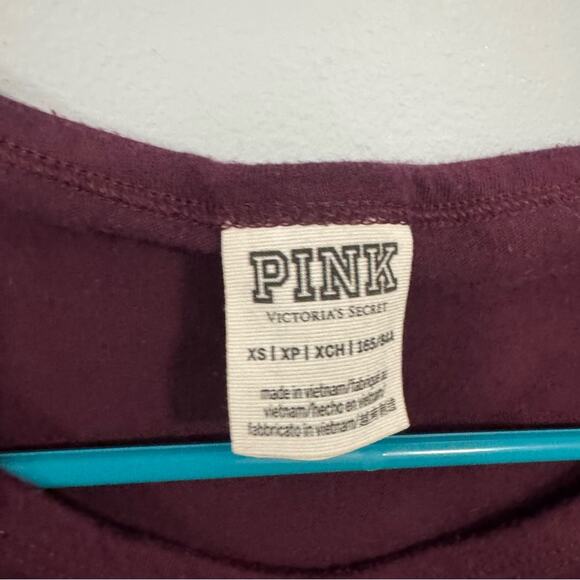 PINK
VICTORIA'S SECRET
XS | XP | XCH | 165/84A
made in vietnam/fabriqué au
vietnam/hecho en vietnam/
fabbricato in vietnam/